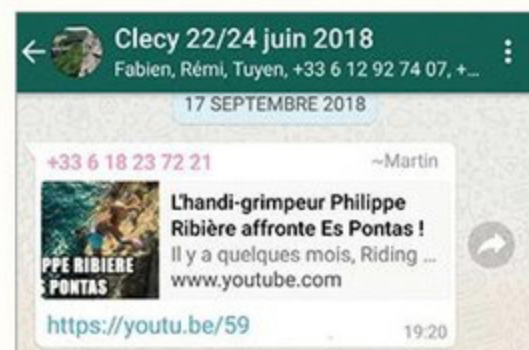 Clecy 22/24 juin 2018
Fabien, Rémi, Tuyen, +33 6 12 92 74 07, +...
17 SEPTEMBRE 2018
+33 6 18 23 72 21 ~Martin
L'handi-grimpeur Philippe
Ribière affronte Es Pontas !
Il y a quelques mois, Riding ...
www.youtube.com
PPE RIBIERE
S PONTAS
https://youtu.be/59
19:20